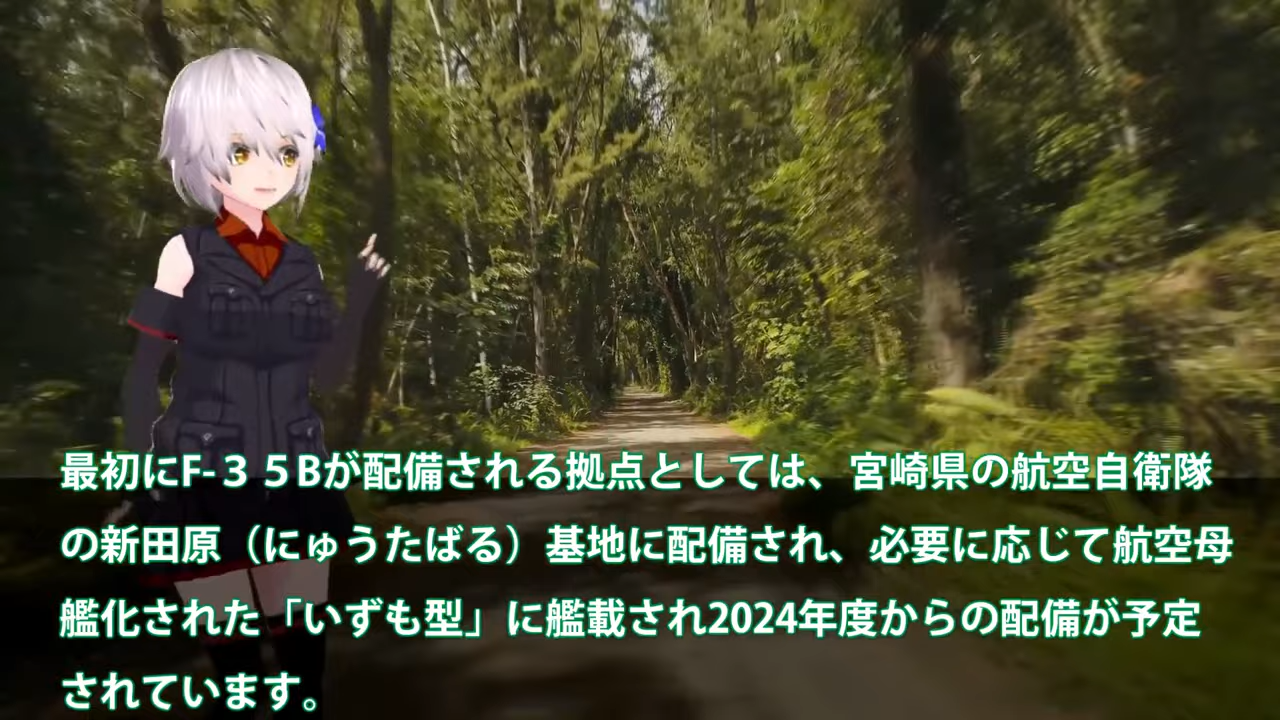 最初にF-３５Bが配備される拠点としては、宮崎県の航空自衛隊
の新田原（にゅうたばる）基地に配備され、必要に応じて航空母
艦化された「いずも型」に艦載され2024年度からの配備が予定
されています。